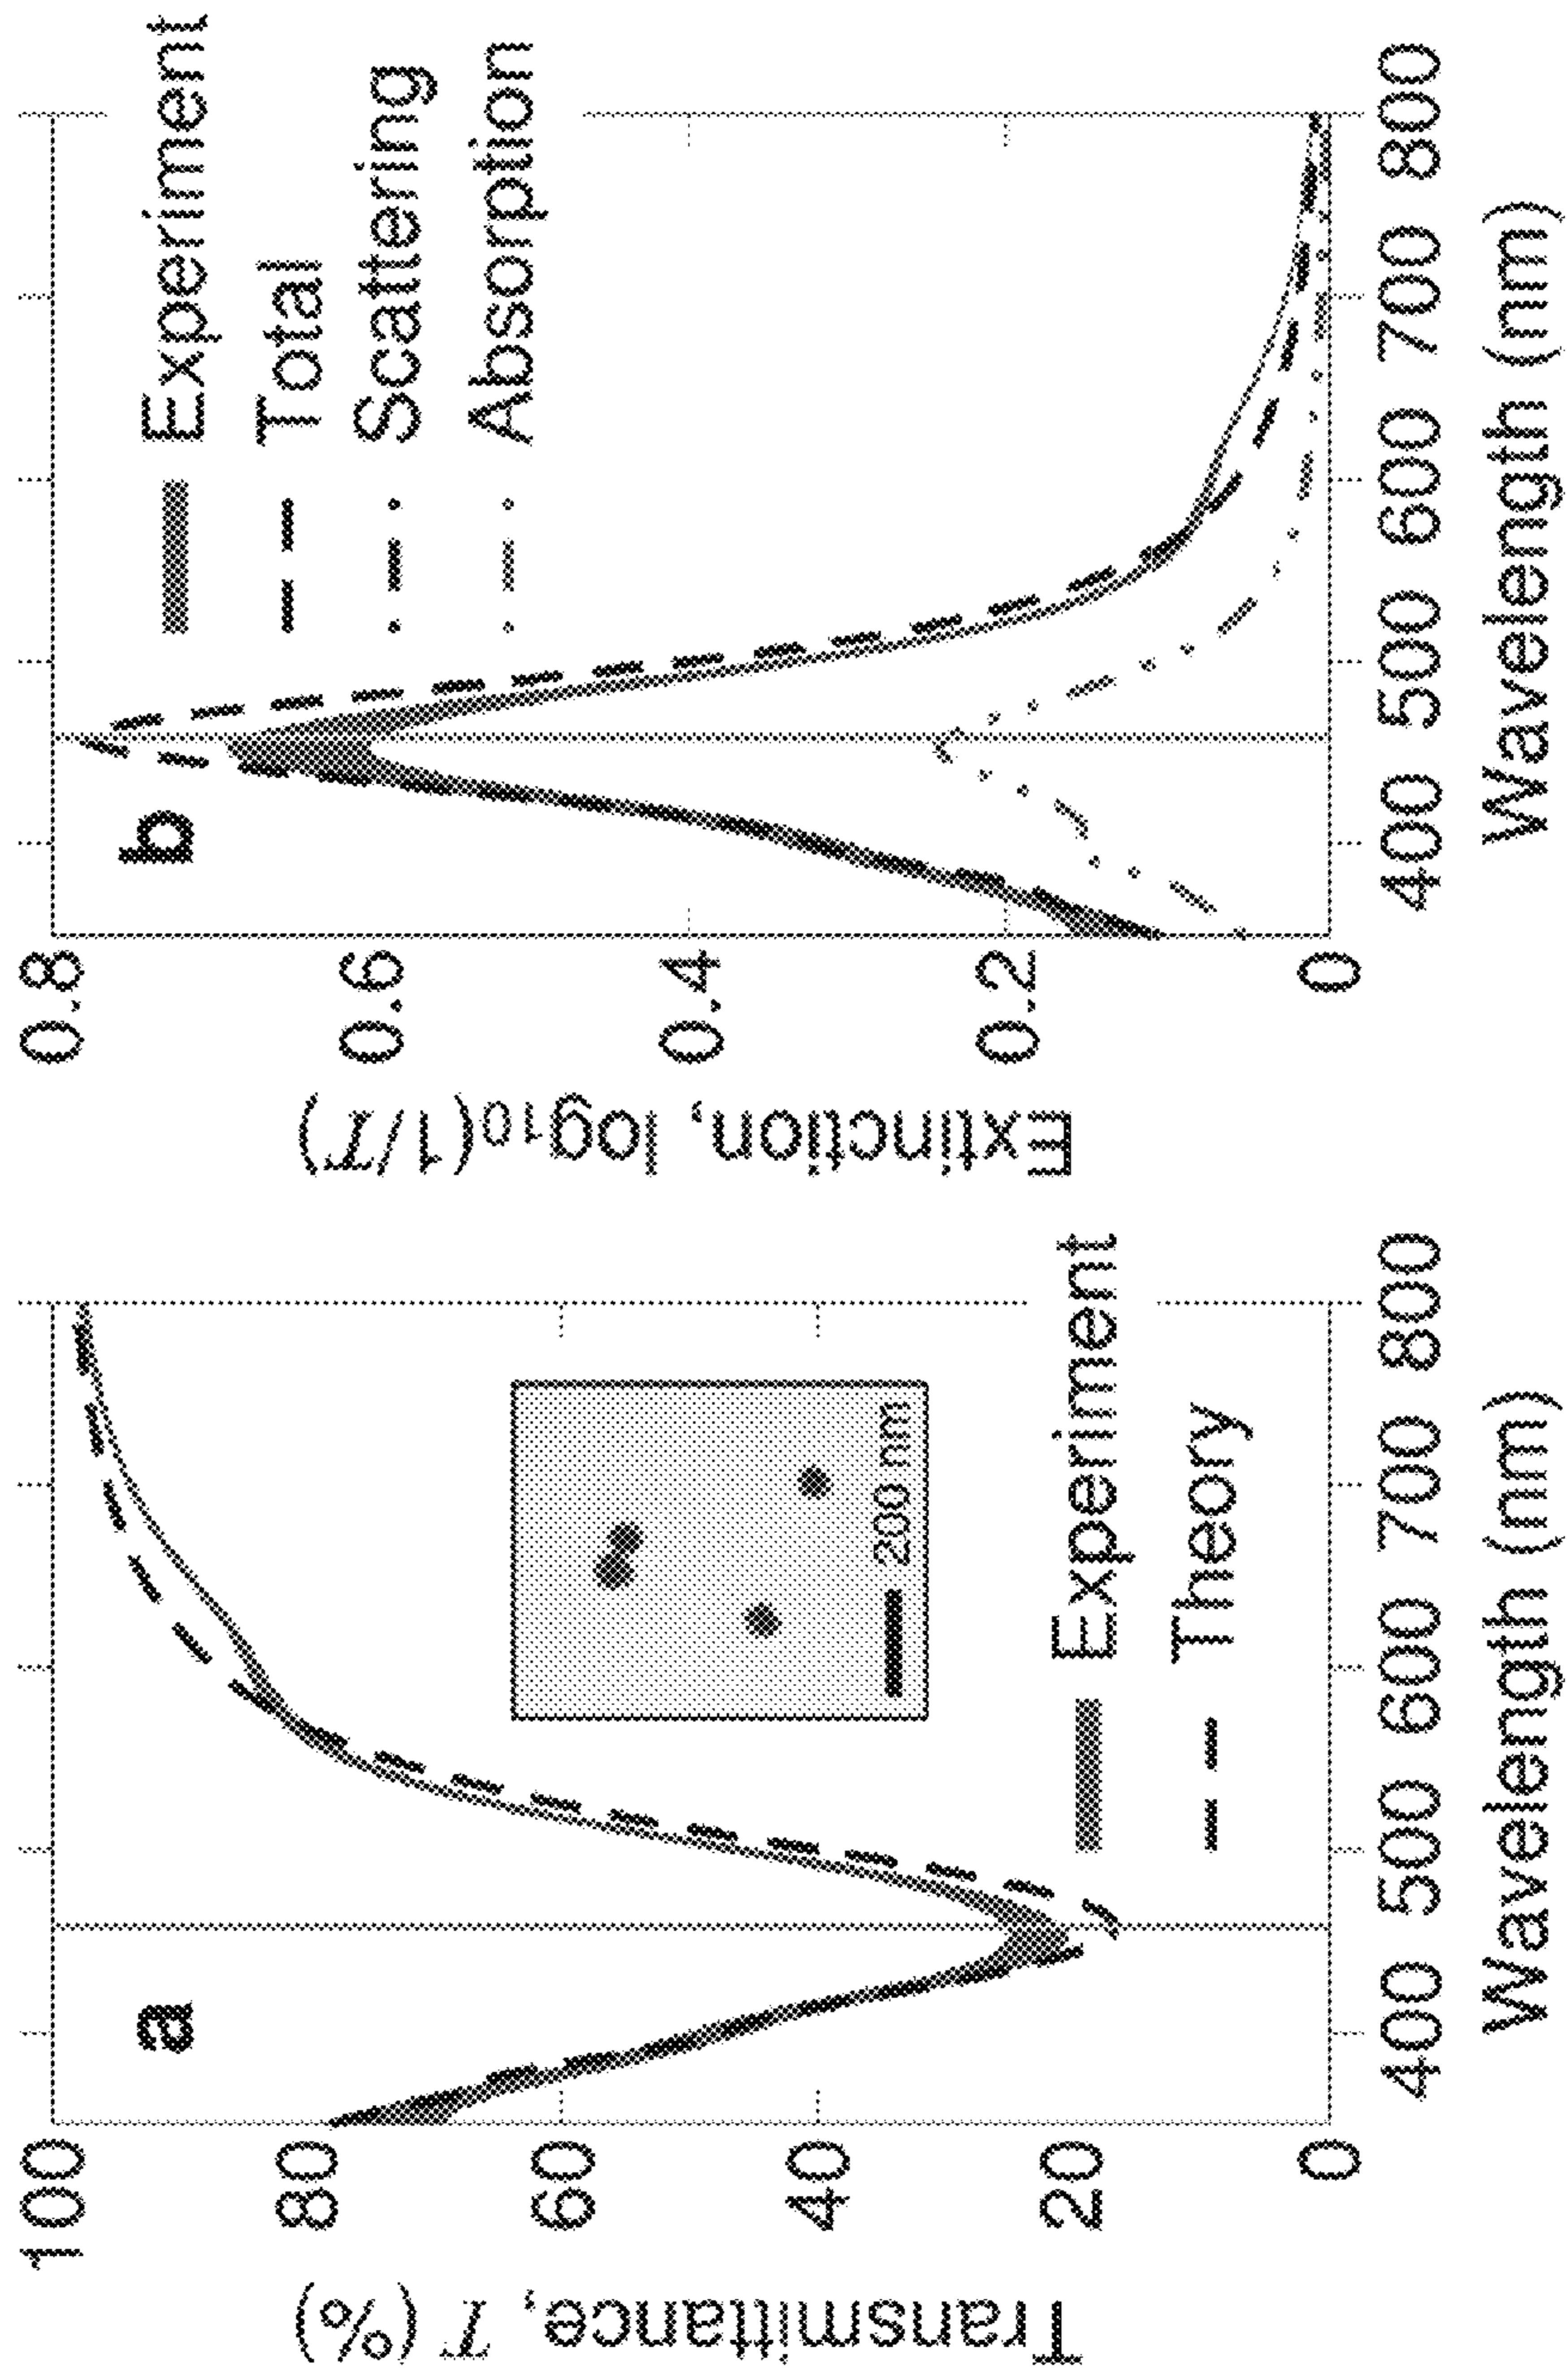 a
Transmittance, T (%)
100
80
60
40
20
0
200 nm
Experiment
Theory
400 500 600 700 800
Wavelength (nm)
b
Extinction, log₁₀(1/T)
0.8
0.6
0.4
0.2
0
Experiment
Total
Scattering
Absorption
400 500 600 700 800
Wavelength (nm)